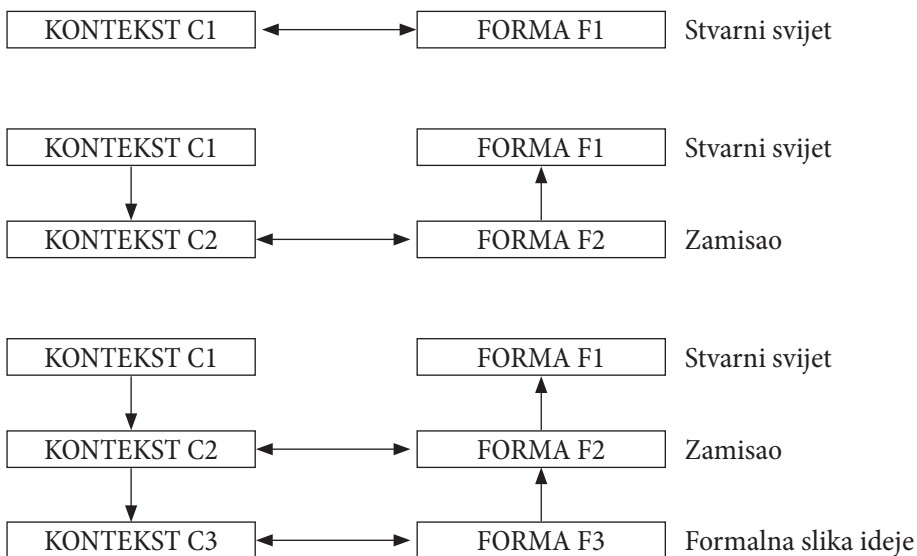 KONTEKST C1 FORMA F1 Stvarni svijet
KONTEKST C1 FORMA F1 Stvarni svijet
KONTEKST C2 FORMA F2 Zamisao
KONTEKST C1 FORMA F1 Stvarni svijet
KONTEKST C2 FORMA F2 Zamisao
KONTEKST C3 FORMA F3 Formalna slika ideje